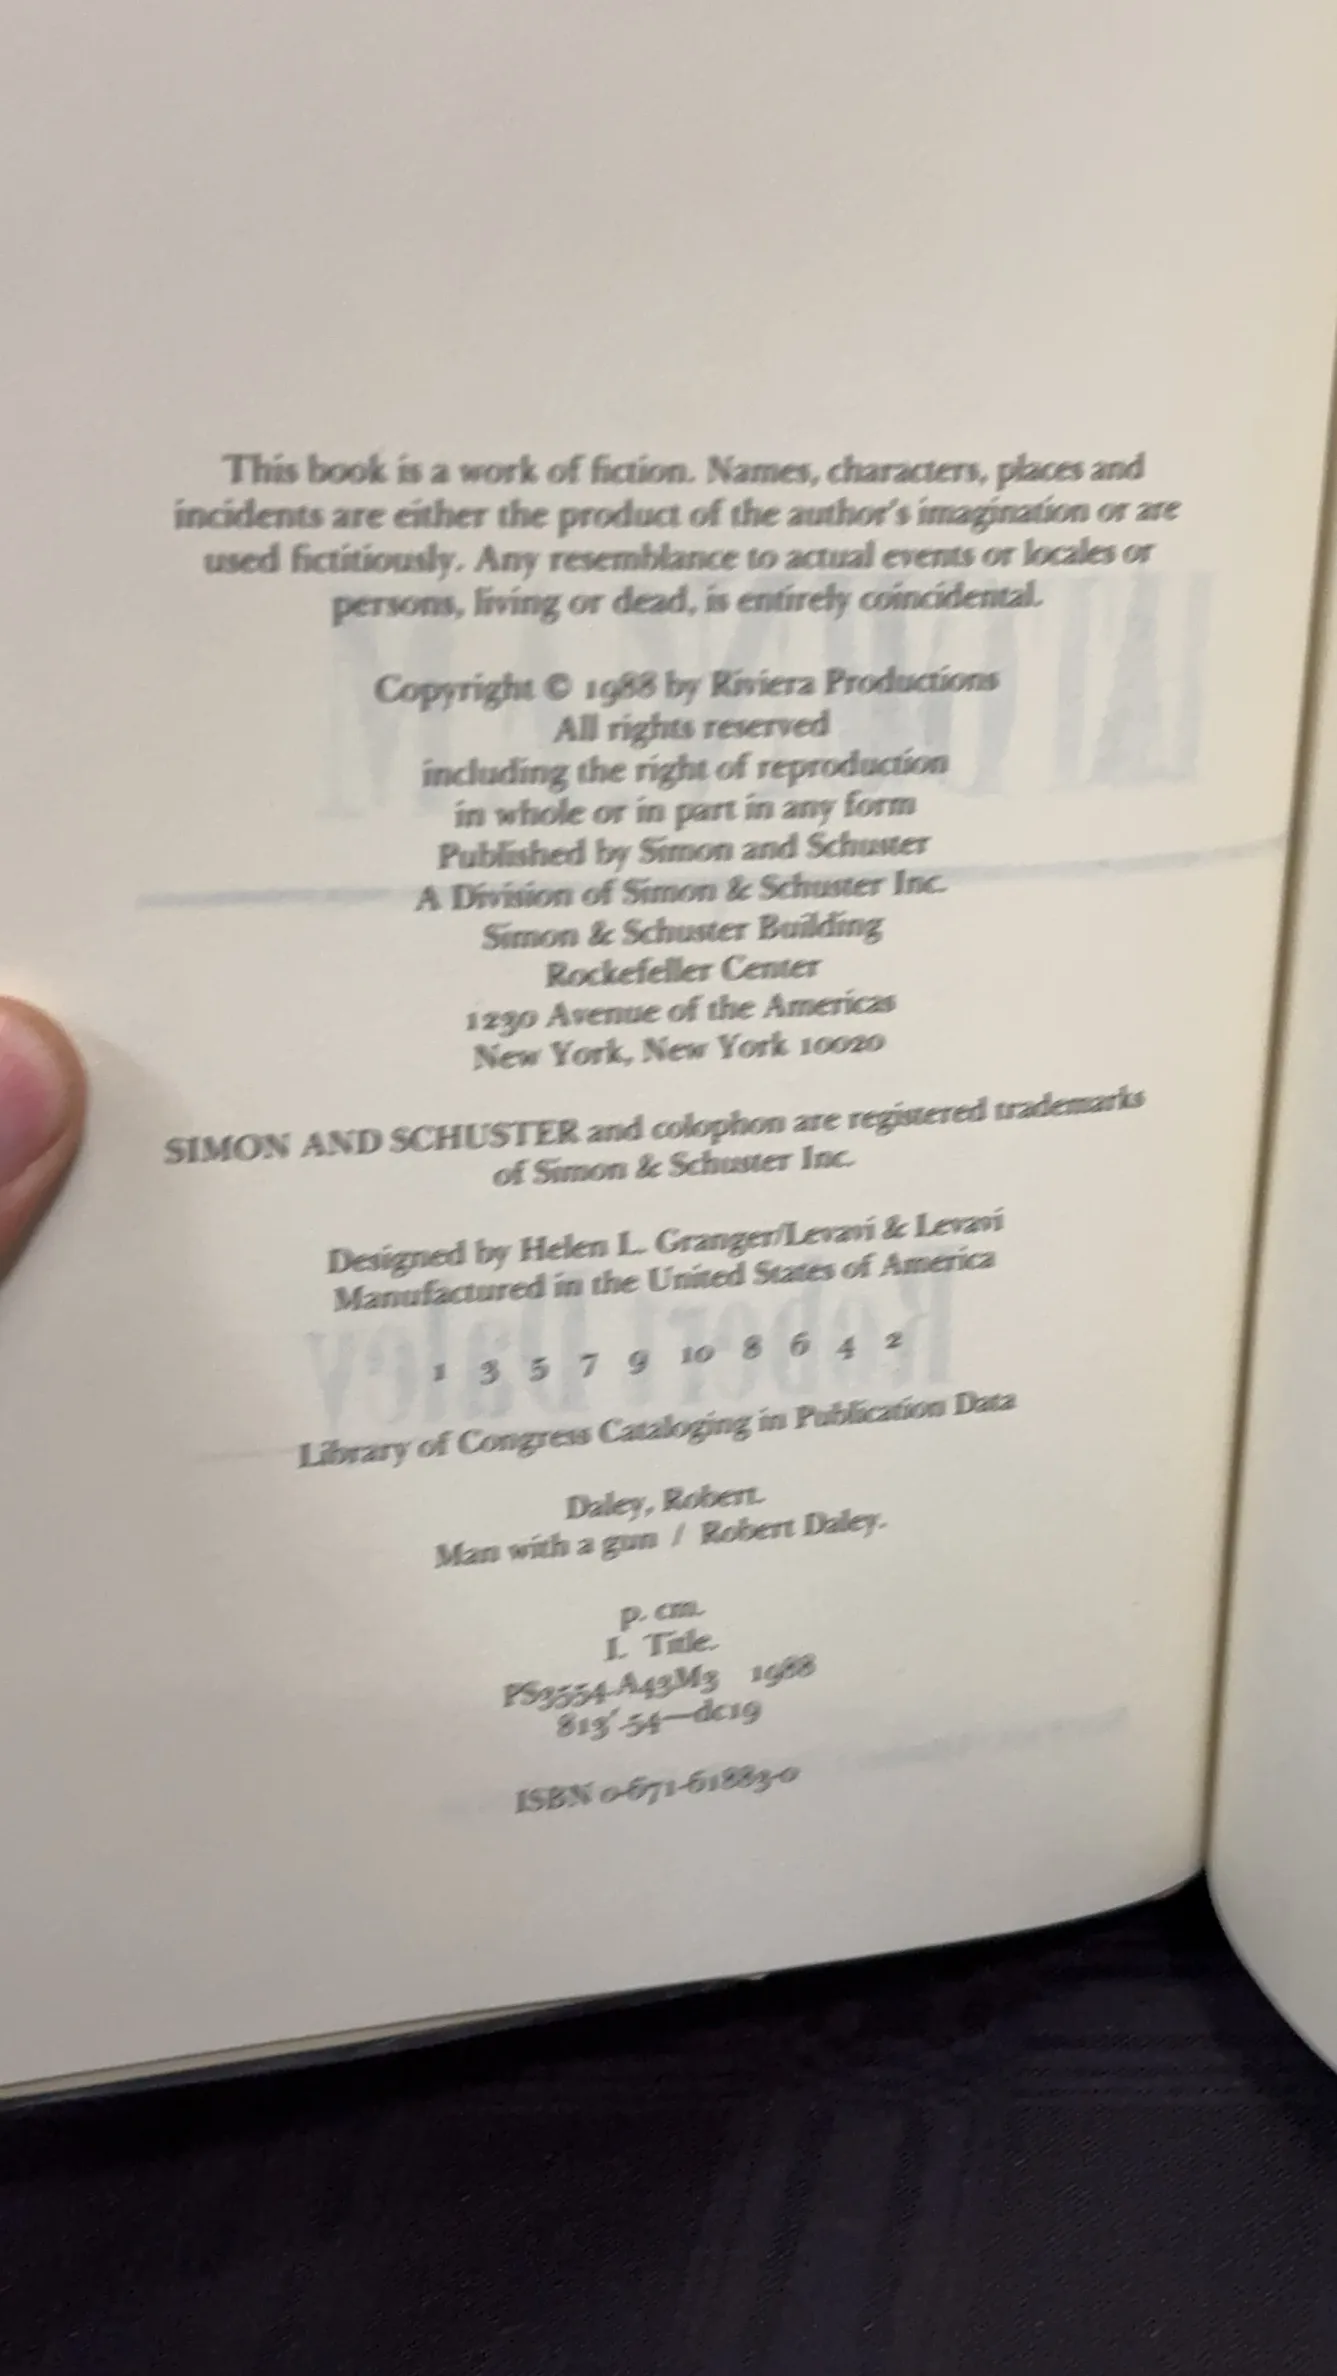 This book is a work of fiction. Names, characters, places and
incidents are either the product of the author's imagination or are
used fictitiously. Any resemblance to actual events or locales or
persons, living or dead, is entirely coincidental.
Copyright © 1988 by Riviera Productions
All rights reserved
including the right of reproduction
in whole or in part in any form
Published by Simon and Schuster
A Division of Simon & Schuster Inc.
Simon & Schuster Building
Rockefeller Center
1230 Avenue of the Americas
New York, New York 10020
SIMON AND SCHUSTER and colophon are registered trademarks
of Simon & Schuster Inc.
Designed by Helen L. Granger/Levavi & Levavi
Manufactured in the United States of America
1 3 5 7 9 10 8 6 4 2
Library of Congress Cataloging in Publication Data
Daley, Robert.
Man with a gun / Robert Daley.
p. cm.
I. Title.
PS3554.A43M3 1988
813'.54—dc19
ISBN 0-671-61883-0